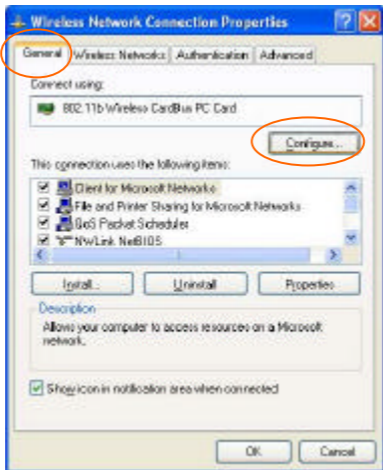 Wireless Network Connection Properties
General Wireless Networks Authentication Advanced
Connect using:
802.11b Wireless CardBus PC Card
Configure...
This connection uses the following items:
Client for Microsoft Networks
File and Printer Sharing for Microsoft Networks
QoS Packet Scheduler
NWLink NetBIOS
Install... Uninstall Properties
Description
Allows your computer to access resources on a Microsoft
network.
Show icon in notification area when connected
OK Cancel